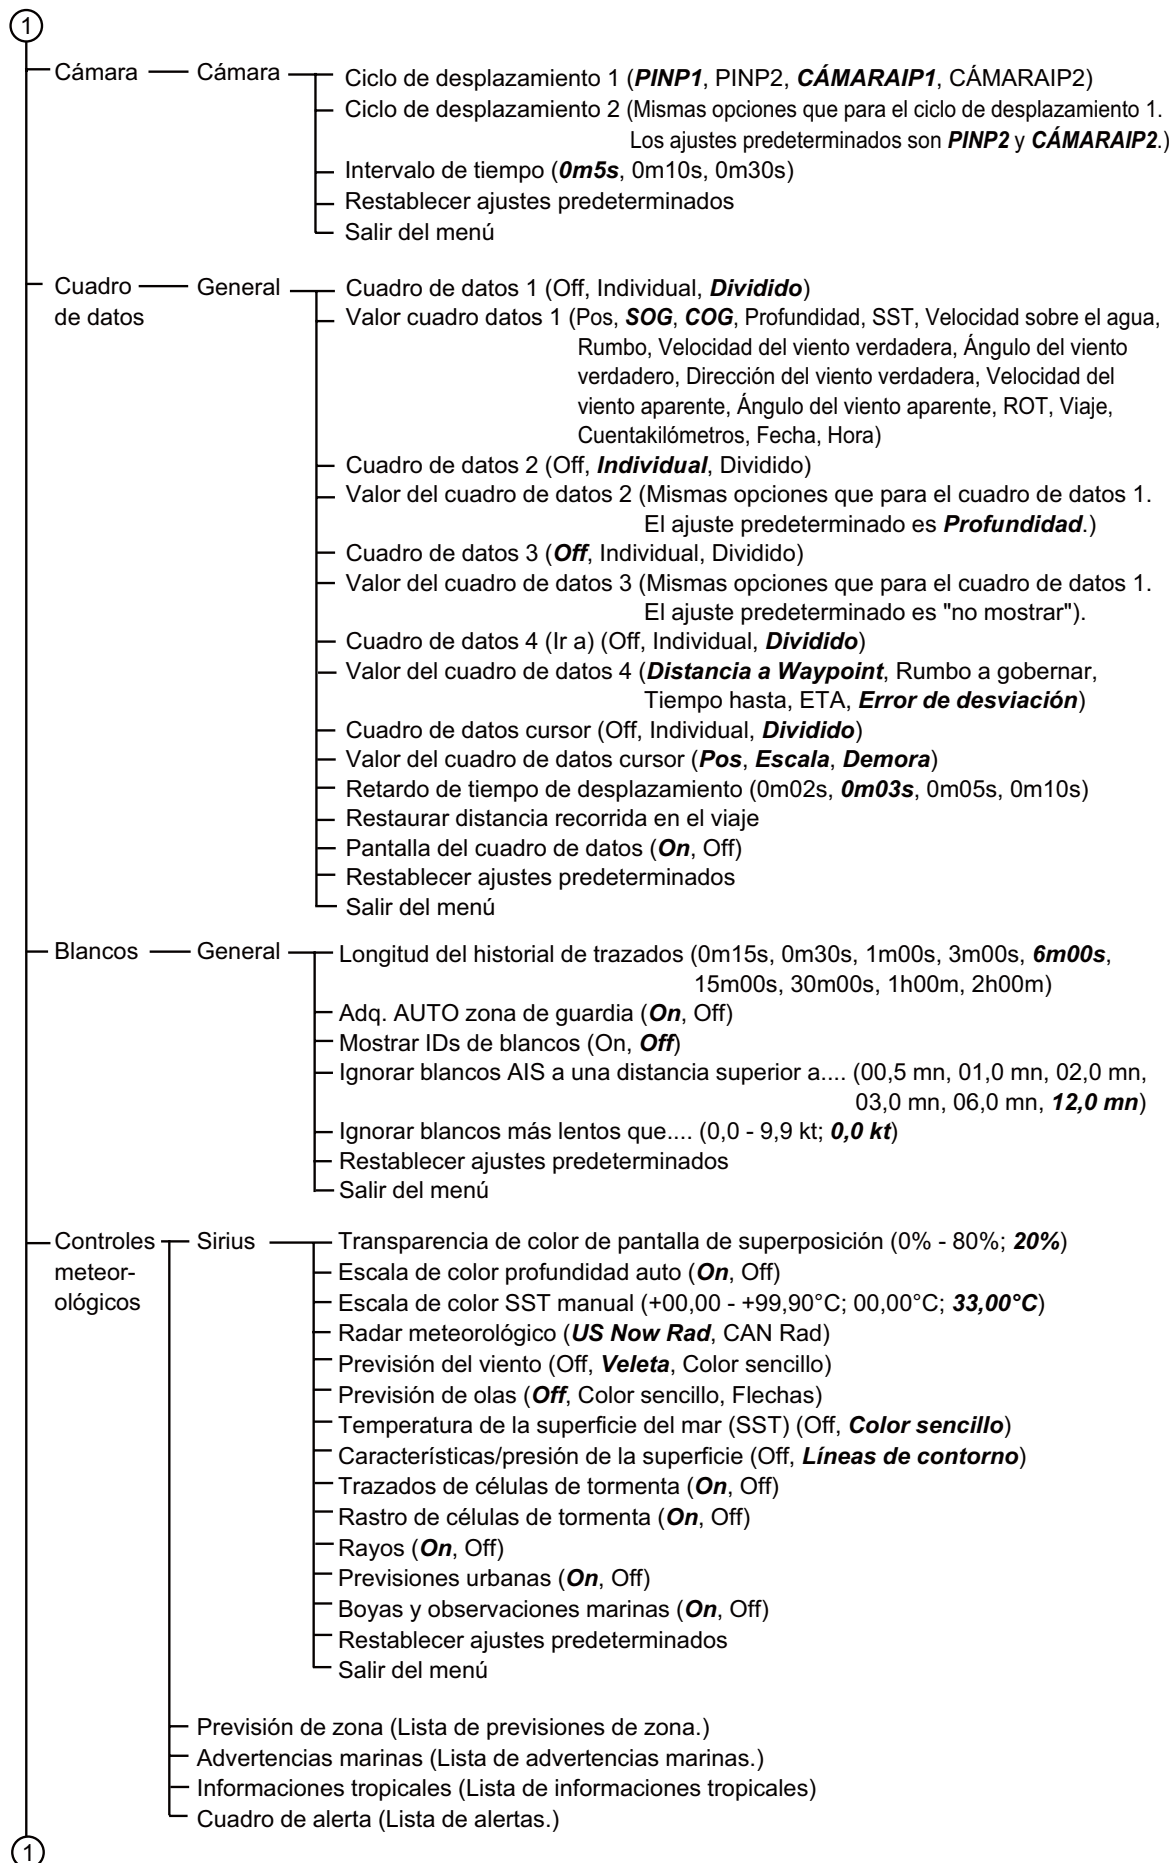 1
Cámara
Cámara
Ciclo de desplazamiento 1 (PINP1, PINP2, CÁMARAIP1, CÁMARAIP2)
Ciclo de desplazamiento 2 (Mismas opciones que para el ciclo de desplazamiento 1.
Los ajustes predeterminados son PINP2 y CÁMARAIP2.)
Intervalo de tiempo (0m5s, 0m10s, 0m30s)
Restablecer ajustes predeterminados
Salir del menú
Cuadro
de datos
General
Cuadro de datos 1 (Off, Individual, Dividido)
Valor cuadro datos 1 (Pos, SOG, COG, Profundidad, SST, Velocidad sobre el agua,
Rumbo, Velocidad del viento verdadera, Ángulo del viento
verdadero, Dirección del viento verdadera, Velocidad del
viento aparente, Ángulo del viento aparente, ROT, Viaje,
Cuentakilómetros, Fecha, Hora)
Cuadro de datos 2 (Off, Individual, Dividido)
Valor del cuadro de datos 2 (Mismas opciones que para el cuadro de datos 1.
El ajuste predeterminado es Profundidad.)
Cuadro de datos 3 (Off, Individual, Dividido)
Valor del cuadro de datos 3 (Mismas opciones que para el cuadro de datos 1.
El ajuste predeterminado es "no mostrar").
Cuadro de datos 4 (Ir a) (Off, Individual, Dividido)
Valor del cuadro de datos 4 (Distancia a Waypoint, Rumbo a gobernar,
Tiempo hasta, ETA, Error de desviación)
Cuadro de datos cursor (Off, Individual, Dividido)
Valor del cuadro de datos cursor (Pos, Escala, Demora)
Retardo de tiempo de desplazamiento (0m02s, 0m03s, 0m05s, 0m10s)
Restaurar distancia recorrida en el viaje
Pantalla del cuadro de datos (On, Off)
Restablecer ajustes predeterminados
Salir del menú
Blancos
General
Longitud del historial de trazados (0m15s, 0m30s, 1m00s, 3m00s, 6m00s,
15m00s, 30m00s, 1h00m, 2h00m)
Adq. AUTO zona de guardia (On, Off)
Mostrar IDs de blancos (On, Off)
Ignorar blancos AIS a una distancia superior a.... (00,5 mn, 01,0 mn, 02,0 mn,
03,0 mn, 06,0 mn, 12,0 mn)
Ignorar blancos más lentos que.... (0,0 - 9,9 kt; 0,0 kt)
Restablecer ajustes predeterminados
Salir del menú
Controles
meteor-
ológicos
Sirius
Transparencia de color de pantalla de superposición (0% - 80%; 20%)
Escala de color profundidad auto (On, Off)
Escala de color SST manual (+00,00 - +99,90°C; 00,00°C; 33,00°C)
Radar meteorológico (US Now Rad, CAN Rad)
Previsión del viento (Off, Veleta, Color sencillo)
Previsión de olas (Off, Color sencillo, Flechas)
Temperatura de la superficie del mar (SST) (Off, Color sencillo)
Características/presión de la superficie (Off, Líneas de contorno)
Trazados de células de tormenta (On, Off)
Rastro de células de tormenta (On, Off)
Rayos (On, Off)
Previsiones urbanas (On, Off)
Boyas y observaciones marinas (On, Off)
Restablecer ajustes predeterminados
Salir del menú
Previsión de zona (Lista de previsiones de zona.)
Advertencias marinas (Lista de advertencias marinas.)
Informaciones tropicales (Lista de informaciones tropicales)
Cuadro de alerta (Lista de alertas.)
1